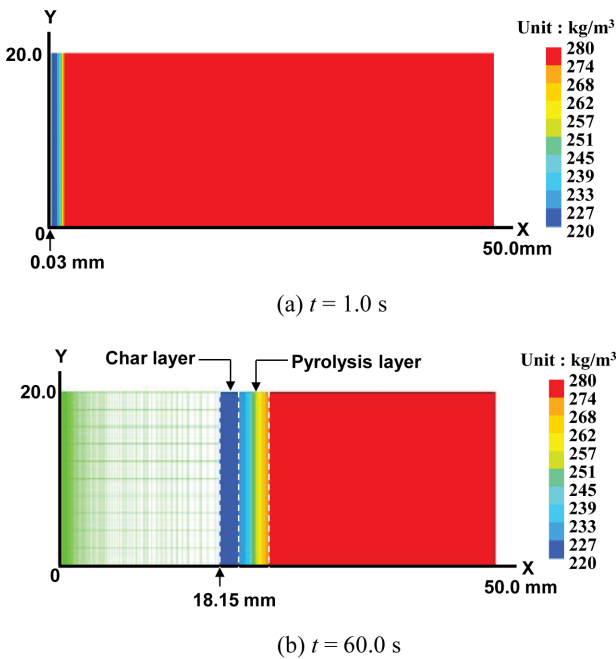 Y
Unit : kg/m³
20.0
280
274
268
262
257
251
245
239
233
227
220
0
X
50.0mm
0.03 mm
(a) t = 1.0 s
Char layer
Pyrolysis layer
Y
Unit : kg/m³
20.0
280
274
268
262
257
251
245
239
233
227
220
0
X
18.15 mm
50.0 mm
(b) t = 60.0 s